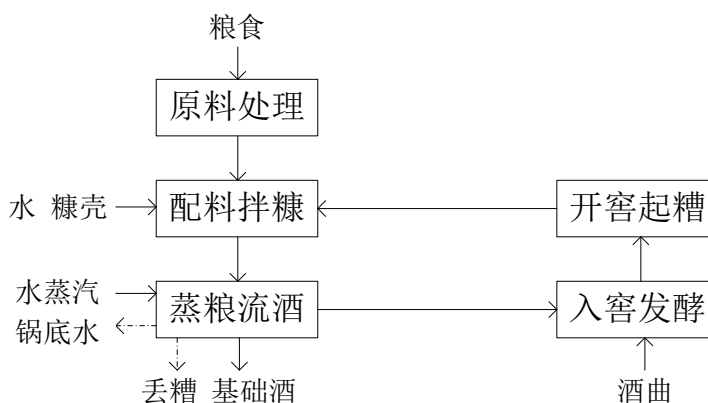 粮食
原料处理
水 糠壳
配料拌糠
开窖起糟
水蒸汽
锅底水
蒸粮流酒
入窖发酵
丢糟 基础酒
酒曲